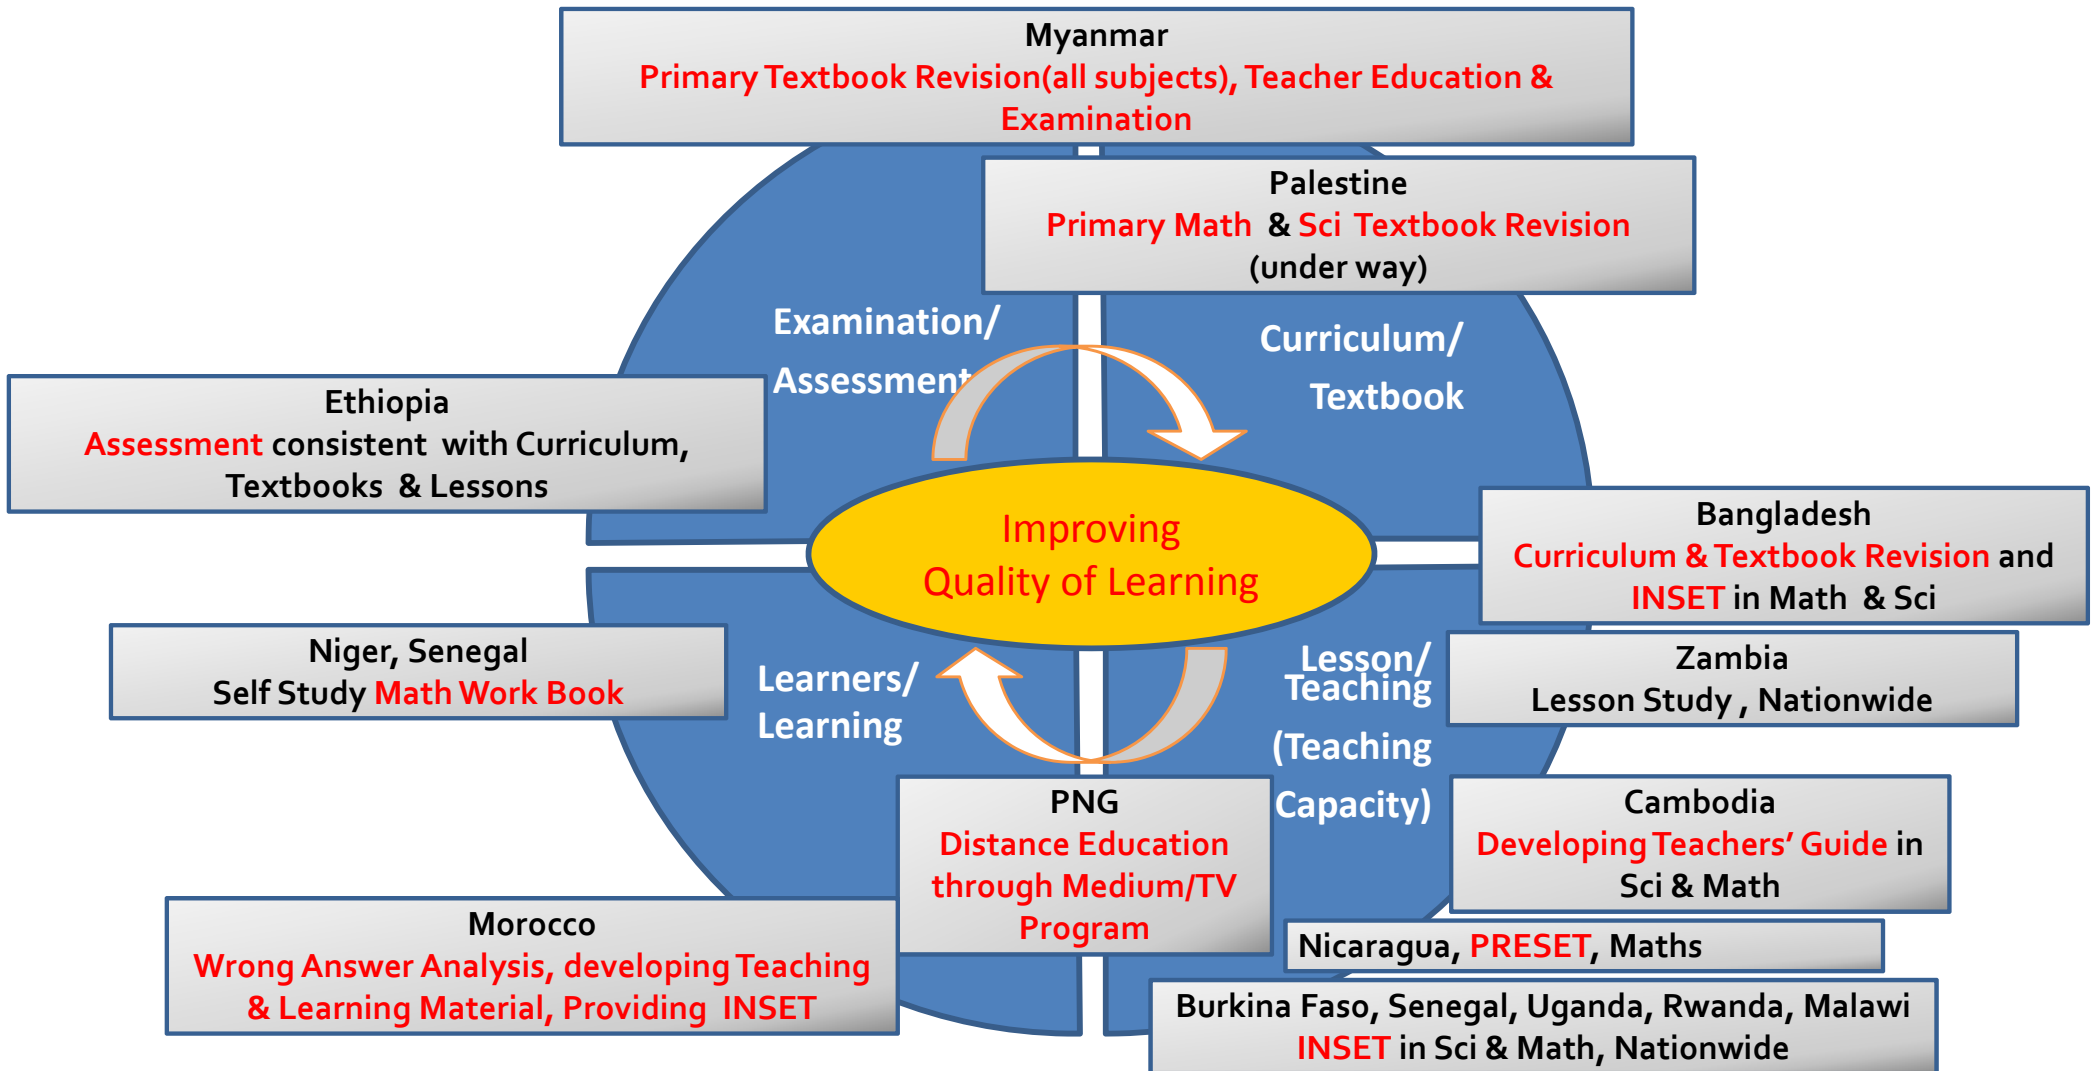 Myanmar
Primary Textbook Revision(all subjects), Teacher Education &
Examination
Palestine
Primary Math & Sci Textbook Revision
(under way)
Examination/
Assessment
Curriculum/
Textbook
Ethiopia
Assessment consistent with Curriculum,
Textbooks & Lessons
Improving
Quality of Learning
Bangladesh
Curriculum & Textbook Revision and
INSET in Math & Sci
Niger, Senegal
Self Study Math Work Book
Learners/
Learning
Lesson/
Teaching
(Teaching
Capacity)
Zambia
Lesson Study , Nationwide
PNG
Distance Education
through Medium/TV
Program
Cambodia
Developing Teachers’ Guide in
Sci & Math
Morocco
Wrong Answer Analysis, developing Teaching
& Learning Material, Providing INSET
Nicaragua, PRESET, Maths
Burkina Faso, Senegal, Uganda, Rwanda, Malawi
INSET in Sci & Math, Nationwide